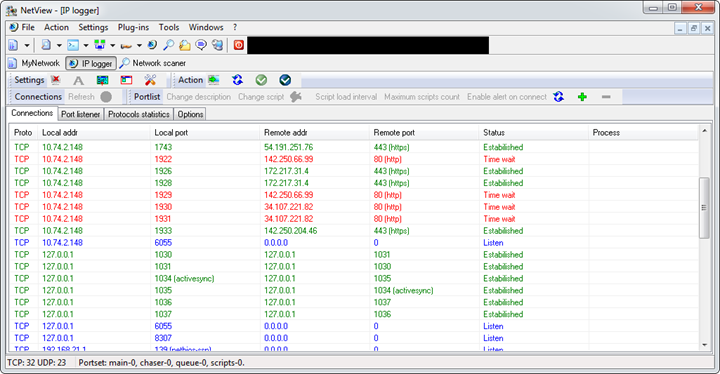 NetView - [IP logger]
File Action Settings Plug-ins Tools Windows ?
MyNetwork IP logger Network scaner
Settings A Action
Connections Refresh Portlist Change description Change script Script load interval Maximum scripts count Enable alert on connect
Connections Port listener Protocols statistics Options
Proto Local addr Local port Remote addr Remote port Status Process
TCP 10.74.2.148 1743 54.191.251.76 443 (https) Estabilished
TCP 10.74.2.148 1922 142.250.66.99 80 (http) Time wait
TCP 10.74.2.148 1926 172.217.31.4 443 (https) Estabilished
TCP 10.74.2.148 1928 172.217.31.4 443 (https) Estabilished
TCP 10.74.2.148 1929 142.250.66.99 80 (http) Time wait
TCP 10.74.2.148 1930 34.107.221.82 80 (http) Time wait
TCP 10.74.2.148 1931 34.107.221.82 80 (http) Time wait
TCP 10.74.2.148 1933 142.250.204.46 443 (https) Estabilished
TCP 10.74.2.148 6055 0.0.0.0 0 Listen
TCP 127.0.0.1 1030 127.0.0.1 1031 Estabilished
TCP 127.0.0.1 1031 127.0.0.1 1030 Estabilished
TCP 127.0.0.1 1034 (activesync) 127.0.0.1 1035 Estabilished
TCP 127.0.0.1 1035 127.0.0.1 1034 (activesync) Estabilished
TCP 127.0.0.1 1036 127.0.0.1 1037 Estabilished
TCP 127.0.0.1 1037 127.0.0.1 1036 Estabilished
TCP 127.0.0.1 6055 0.0.0.0 0 Listen
TCP 127.0.0.1 8307 0.0.0.0 0 Listen
TCP 192.168.21.1 139 (netbios-ssn) 0.0.0.0 0 Listen
TCP: 32 UDP: 23 Portset: main-0, chaser-0, queue-0, scripts-0.